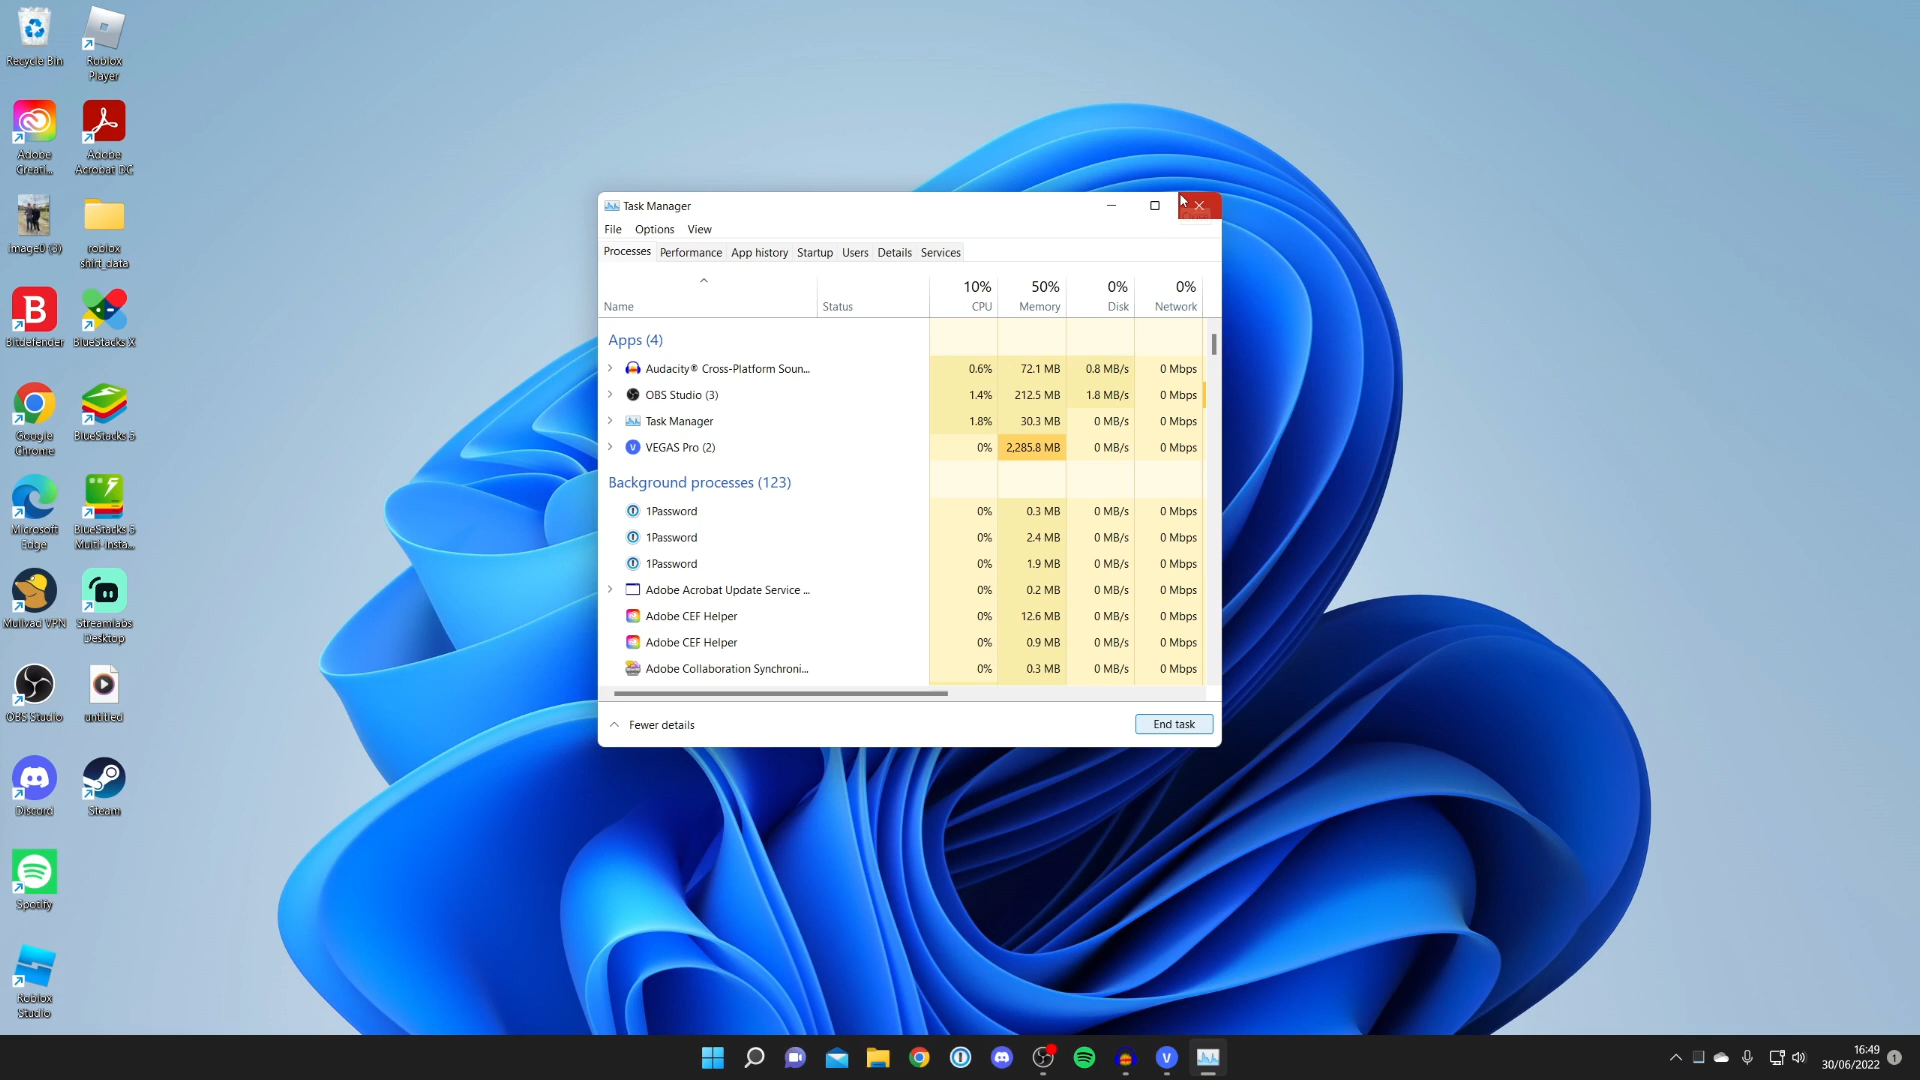 Recycle Bin
Roblox
Player
Adobe
Creati...
Adobe
Acrobat DC
image0 (3)
roblox
shirt_data
Bitdefender
BlueStacks X
Google
Chrome
BlueStacks 5
Microsoft
Edge
BlueStacks 5
Multi-Insta...
Mullvad VPN
Streamlabs
Desktop
OBS Studio
untitled
Discord
Steam
Spotify
Roblox
Studio
Task Manager
File Options View
Processes Performance App history Startup Users Details Services
10% 50% 0% 0%
Name Status CPU Memory Disk Network
Apps (4)
Audacity® Cross-Platform Soun... 0.6% 72.1 MB 0.8 MB/s 0 Mbps
OBS Studio (3) 1.4% 212.5 MB 1.8 MB/s 0 Mbps
Task Manager 1.8% 30.3 MB 0 MB/s 0 Mbps
VEGAS Pro (2) 0% 2,285.8 MB 0 MB/s 0 Mbps
Background processes (123)
1Password 0% 0.3 MB 0 MB/s 0 Mbps
1Password 0% 2.4 MB 0 MB/s 0 Mbps
1Password 0% 1.9 MB 0 MB/s 0 Mbps
Adobe Acrobat Update Service ... 0% 0.2 MB 0 MB/s 0 Mbps
Adobe CEF Helper 0% 12.6 MB 0 MB/s 0 Mbps
Adobe CEF Helper 0% 0.9 MB 0 MB/s 0 Mbps
Adobe Collaboration Synchroni... 0% 0.3 MB 0 MB/s 0 Mbps
Fewer details
End task
16:49
30/06/2022
1